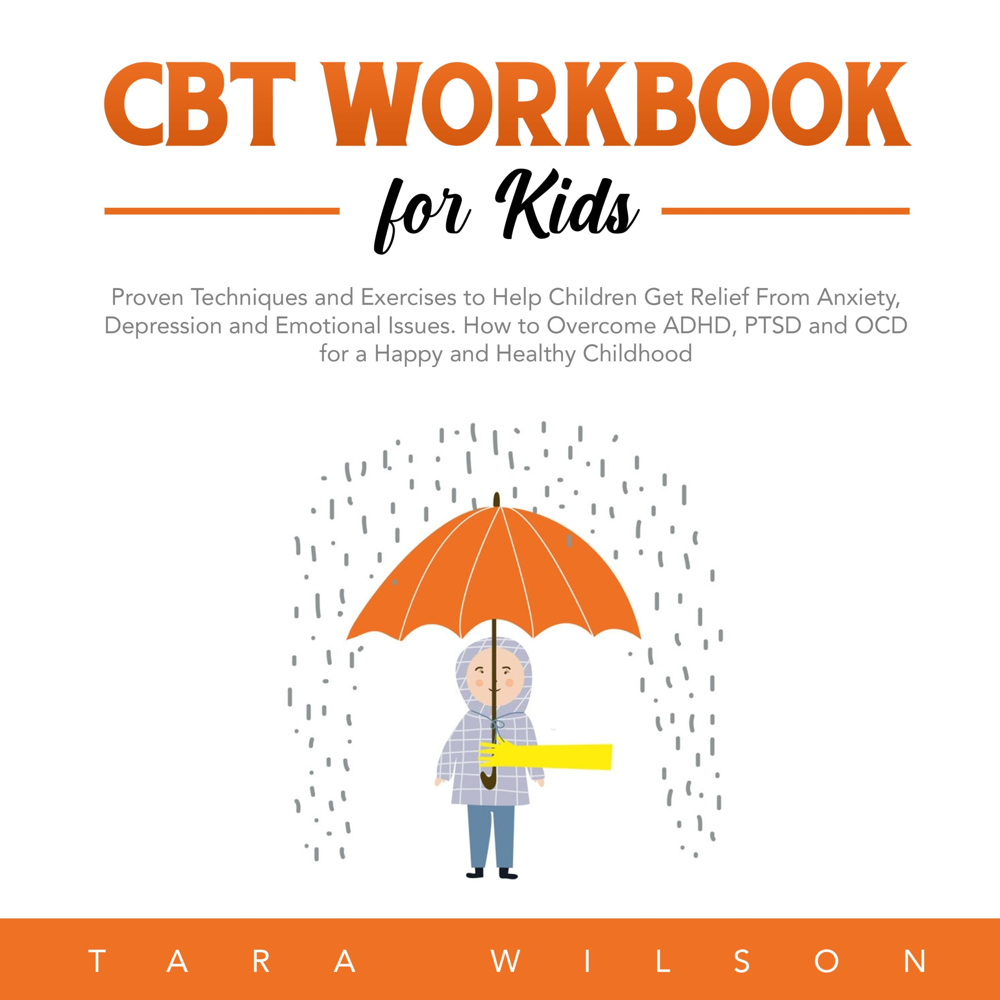 CBT WORKBOOK
for Kids
Proven Techniques and Exercises to Help Children Get Relief From Anxiety,
Depression and Emotional Issues. How to Overcome ADHD, PTSD and OCD
for a Happy and Healthy Childhood
TARA WILSON